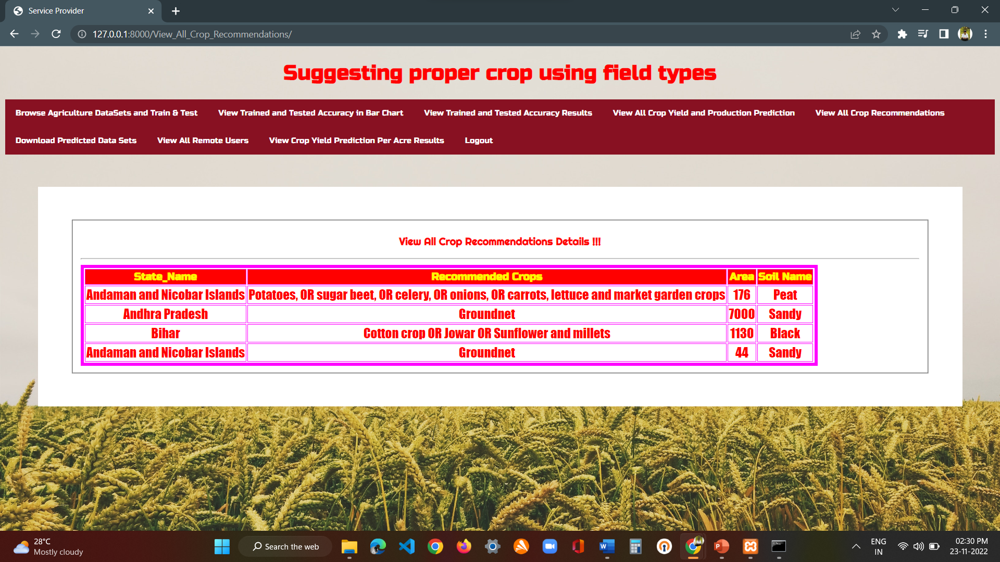 Service Provider
127.0.0.1:8000/View_All_Crop_Recommendations/
Suggesting proper crop using field types
Browse Agriculture DataSets and Train & Test View Trained and Tested Accuracy in Bar Chart View Trained and Tested Accuracy Results View All Crop Yield and Production Prediction View All Crop Recommendations
Download Predicted Data Sets View All Remote Users View Crop Yield Prediction Per Acre Results Logout
View All Crop Recommendations Details !!!
State_Name Recommended Crops Area Soil Name
Andaman and Nicobar Islands Potatoes, OR sugar beet, OR celery, OR onions, OR carrots, lettuce and market garden crops 176 Peat
Andhra Pradesh Groundnet 7000 Sandy
Bihar Cotton crop OR Jowar OR Sunflower and millets 1130 Black
Andaman and Nicobar Islands Groundnet 44 Sandy
28°C
Mostly cloudy
Search the web
ENG
IN
02:30 PM
23-11-2022